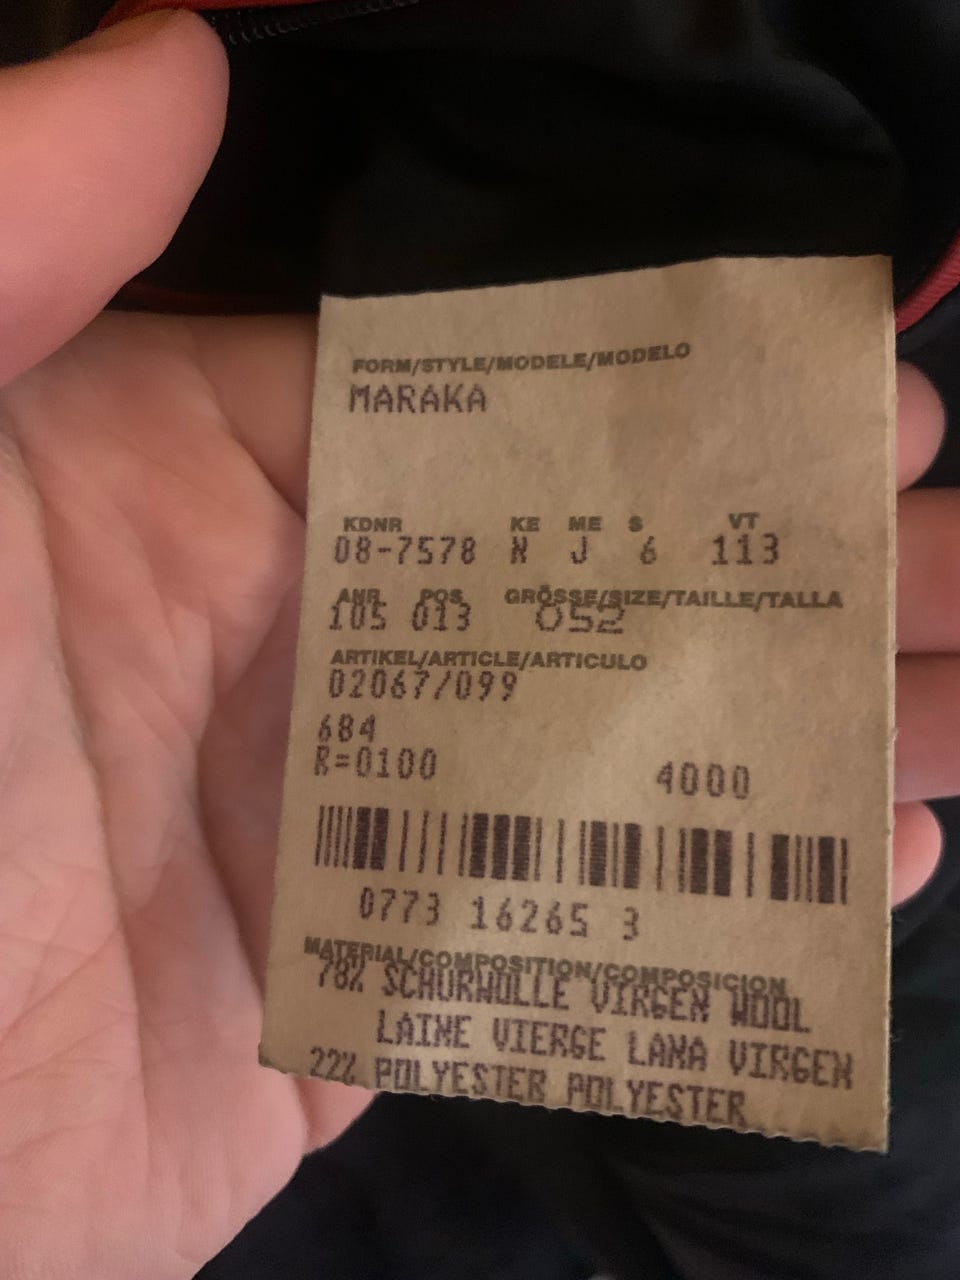 FORM/STYLE/MODELE/MODELO
MARAKA
KDNR KE ME S VT
08-7578 N J 6 113
ANR POS GRÖSSE/SIZE/TAILLE/TALLA
105 013 052
ARTIKEL/ARTICLE/ARTICULO
02067/099
684
R=0100 4000
0773 16265 3
MATERIAL/COMPOSITION/COMPOSICION
78% SCHURWOLLE VIRGEN WOOL
LAINE VIERGE LANA VIRGEN
22% POLYESTER POLYESTER